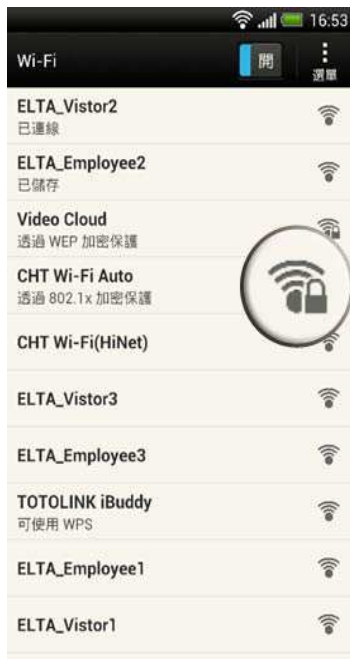 16:53
Wi-Fi
開
選單
ELTA_Vistor2
已連線
ELTA_Employee2
已儲存
Video Cloud
透過 WEP 加密保護
CHT Wi-Fi Auto
透過 802.1x 加密保護
CHT Wi-Fi(HiNet)
ELTA_Vistor3
ELTA_Employee3
TOTOLINK iBuddy
可使用 WPS
ELTA_Employee1
ELTA_Vistor1